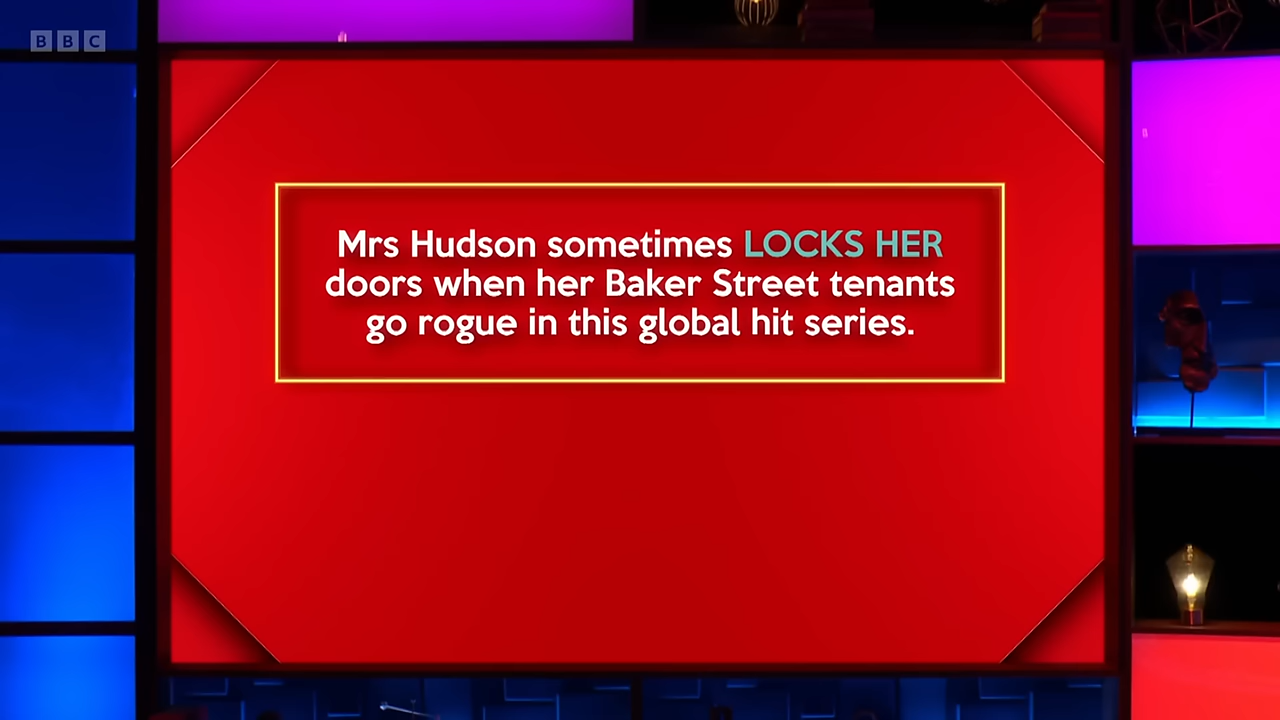 BBC
Mrs Hudson sometimes LOCKS HER
doors when her Baker Street tenants
go rogue in this global hit series.